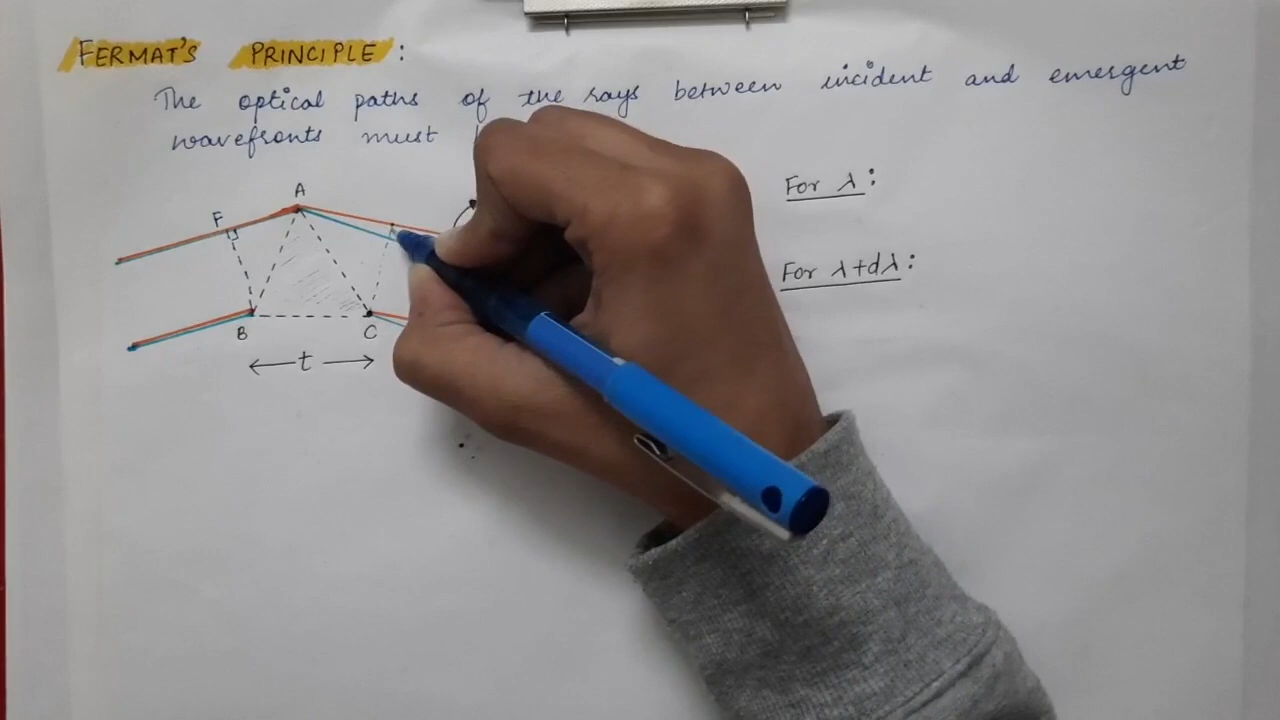 FERMAT'S PRINCIPLE :
The optical paths of the rays between incident and emergent
wavefronts must
For λ :
A
F
For λ+dλ :
B
C
t